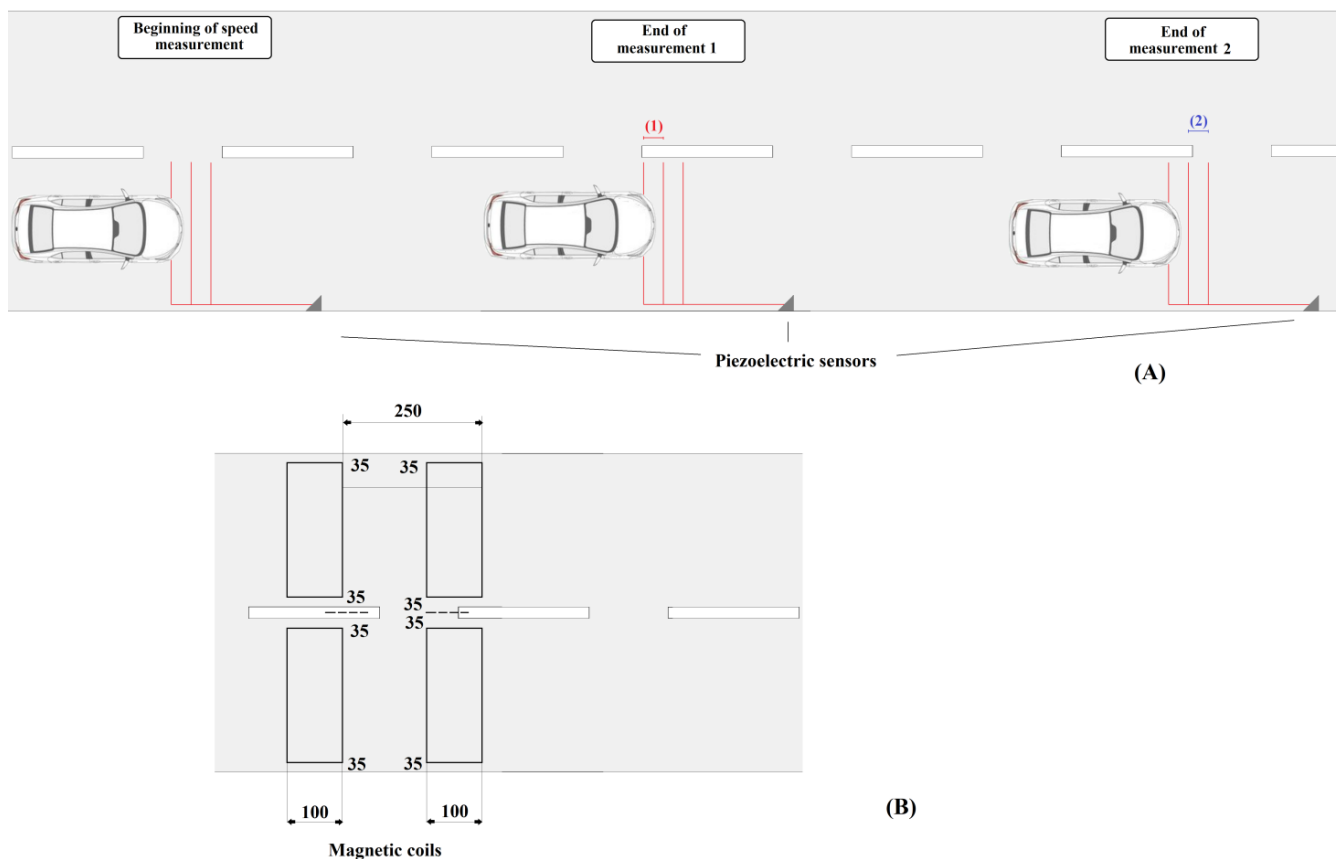 Beginning of speed
measurement
End of
measurement 1
End of
measurement 2
(1)
(2)
Piezoelectric sensors
(A)
250
35
35
35
35
35
35
35
35
100
100
(B)
Magnetic coils